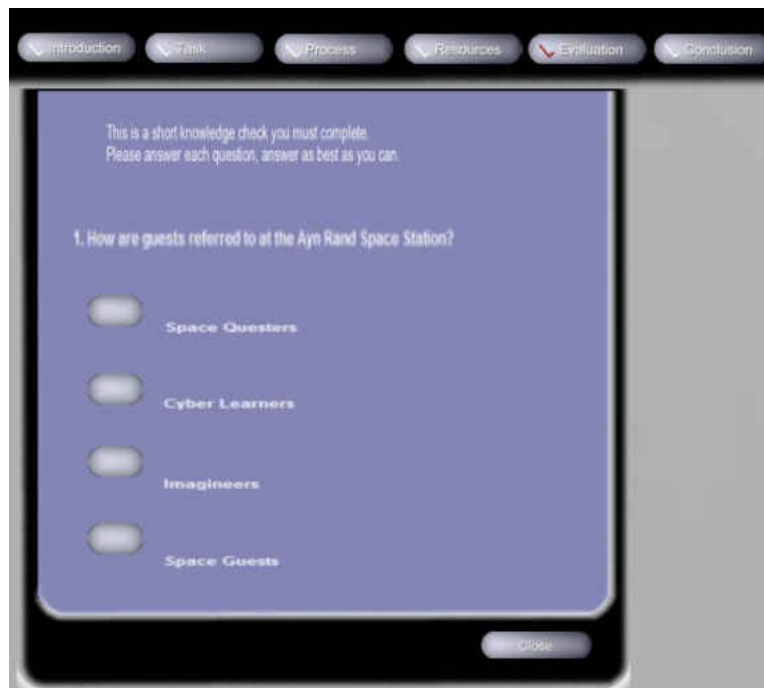 Introduction Task Process Resources Evaluation Conclusion
This is a short knowledge check you must complete.
Please answer each question, answer as best as you can.
1. How are guests referred to at the Ayn Rand Space Station?
Space Questers
Cyber Learners
Imagineers
Space Guests
Close